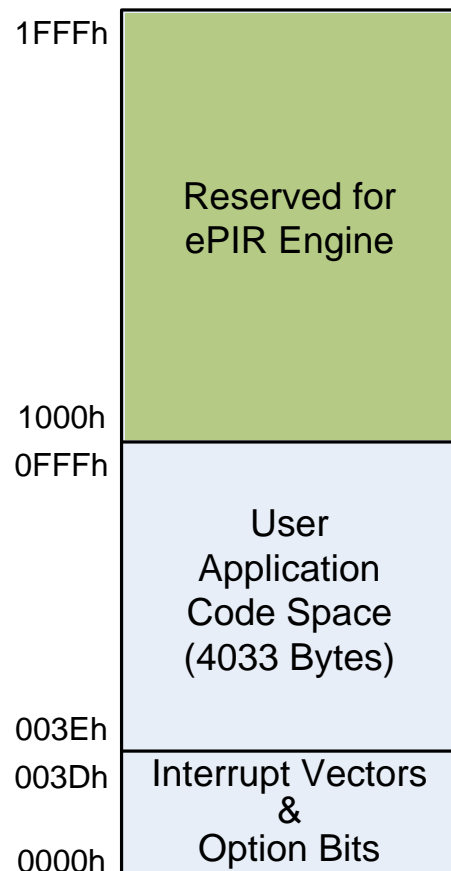 1FFFh
Reserved for
ePIR Engine
1000h
0FFFh
User
Application
Code Space
(4033 Bytes)
003Eh
003Dh
Interrupt Vectors
&
Option Bits
0000h